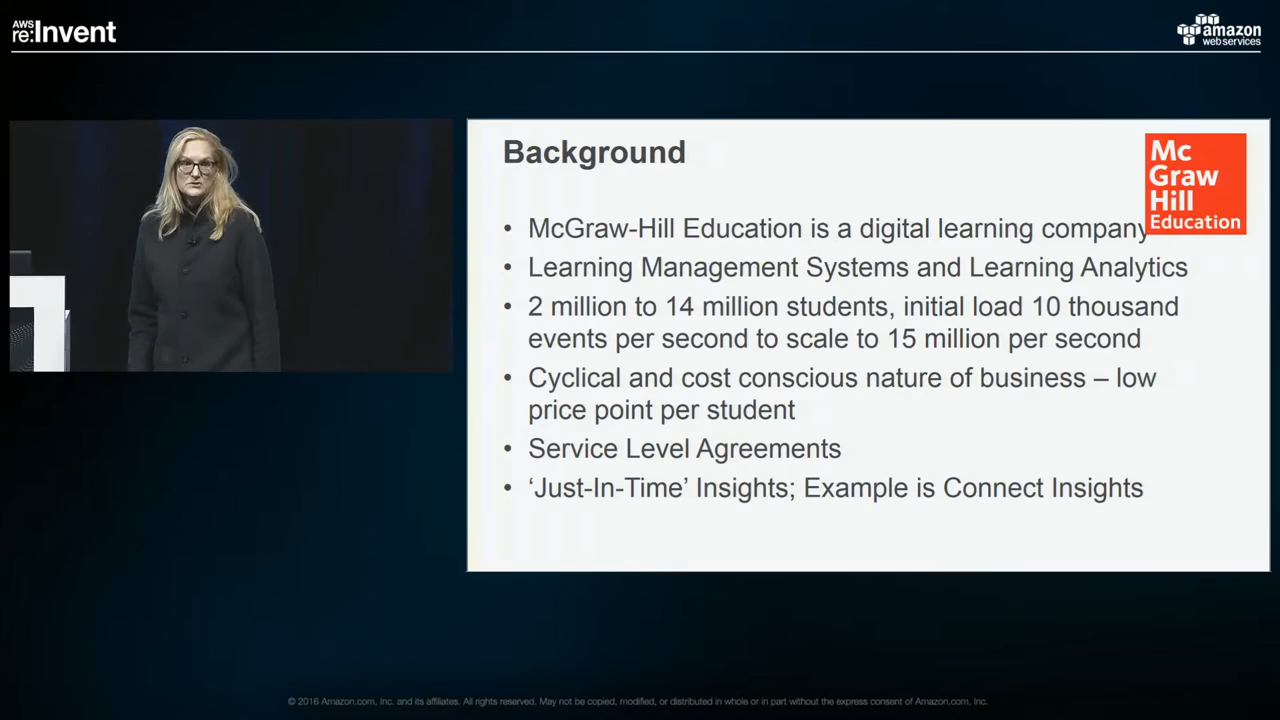 AWS
re:Invent
amazon
web services
Background
Mc
Graw
Hill
Education
• McGraw-Hill Education is a digital learning company
• Learning Management Systems and Learning Analytics
• 2 million to 14 million students, initial load 10 thousand
events per second to scale to 15 million per second
• Cyclical and cost conscious nature of business – low
price point per student
• Service Level Agreements
• ‘Just-In-Time’ Insights; Example is Connect Insights
© 2016 Amazon.com, Inc. and its affiliates. All rights reserved. May not be copied, modified, or distributed in whole or in part without the express consent of Amazon.com, Inc.